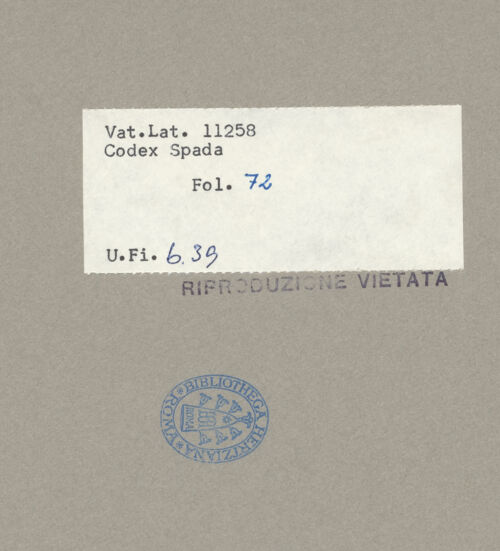 Vat.Lat. 11258
Codex Spada
Fol. 72
U.Fi. 6.39
RIPRODUZIONE VIETATA
*BIBLIOTHECA HERTZIANA*ROMA